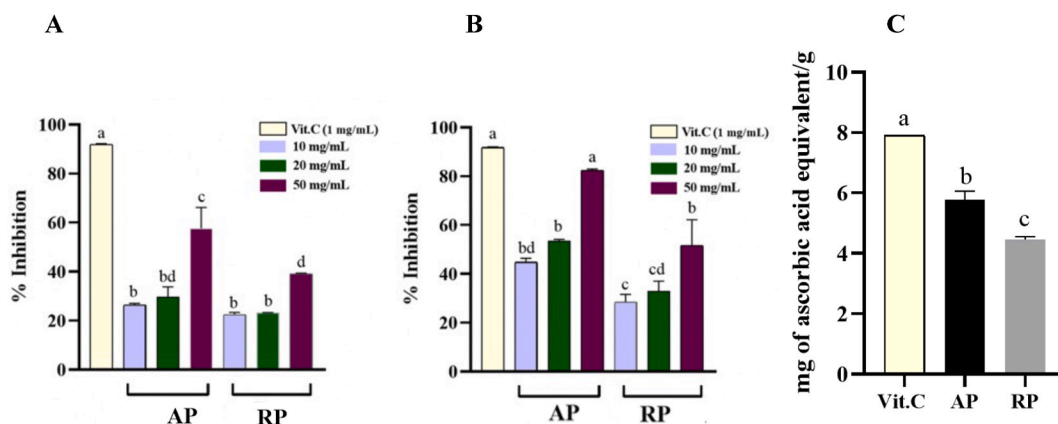 A
% Inhibition
100
80
60
40
20
0
a
b
bd
c
b
b
d
AP
RP
Vit.C (1 mg/mL)
10 mg/mL
20 mg/mL
50 mg/mL
B
% Inhibition
100
80
60
40
20
0
a
bd
b
a
c
cd
b
AP
RP
Vit.C (1 mg/mL)
10 mg/mL
20 mg/mL
50 mg/mL
C
mg of ascorbic acid equivalent/g
10
8
6
4
2
0
a
b
c
Vit.C AP RP